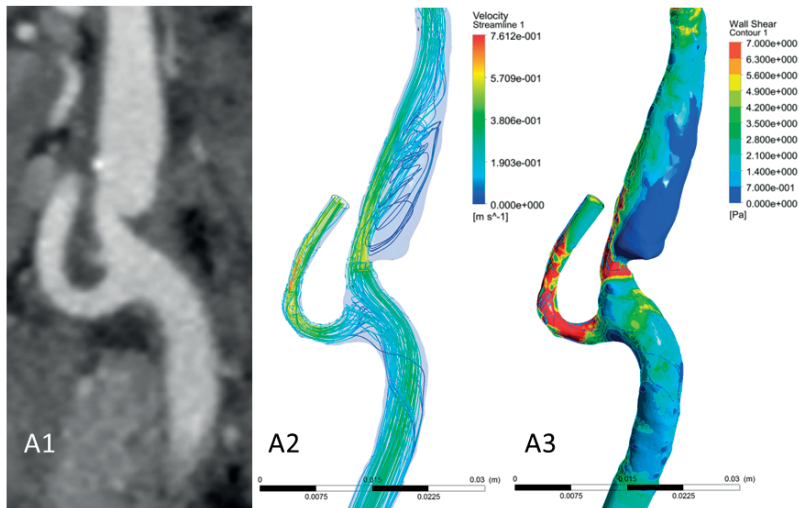 A1
Velocity
Streamline 1
7.612e-001
5.709e-001
3.806e-001
1.903e-001
0.000e+000
[m s^-1]
A2
0.015
0.03
(m)
0.0075
0.0225
Wall Shear
Contour 1
7.000e+000
6.300e+000
5.600e+000
4.900e+000
4.200e+000
3.500e+000
2.800e+000
2.100e+000
1.400e+000
7.000e-001
0.000e+000
[Pa]
A3
0.015
0.03
(m)
0.0075
0.0225